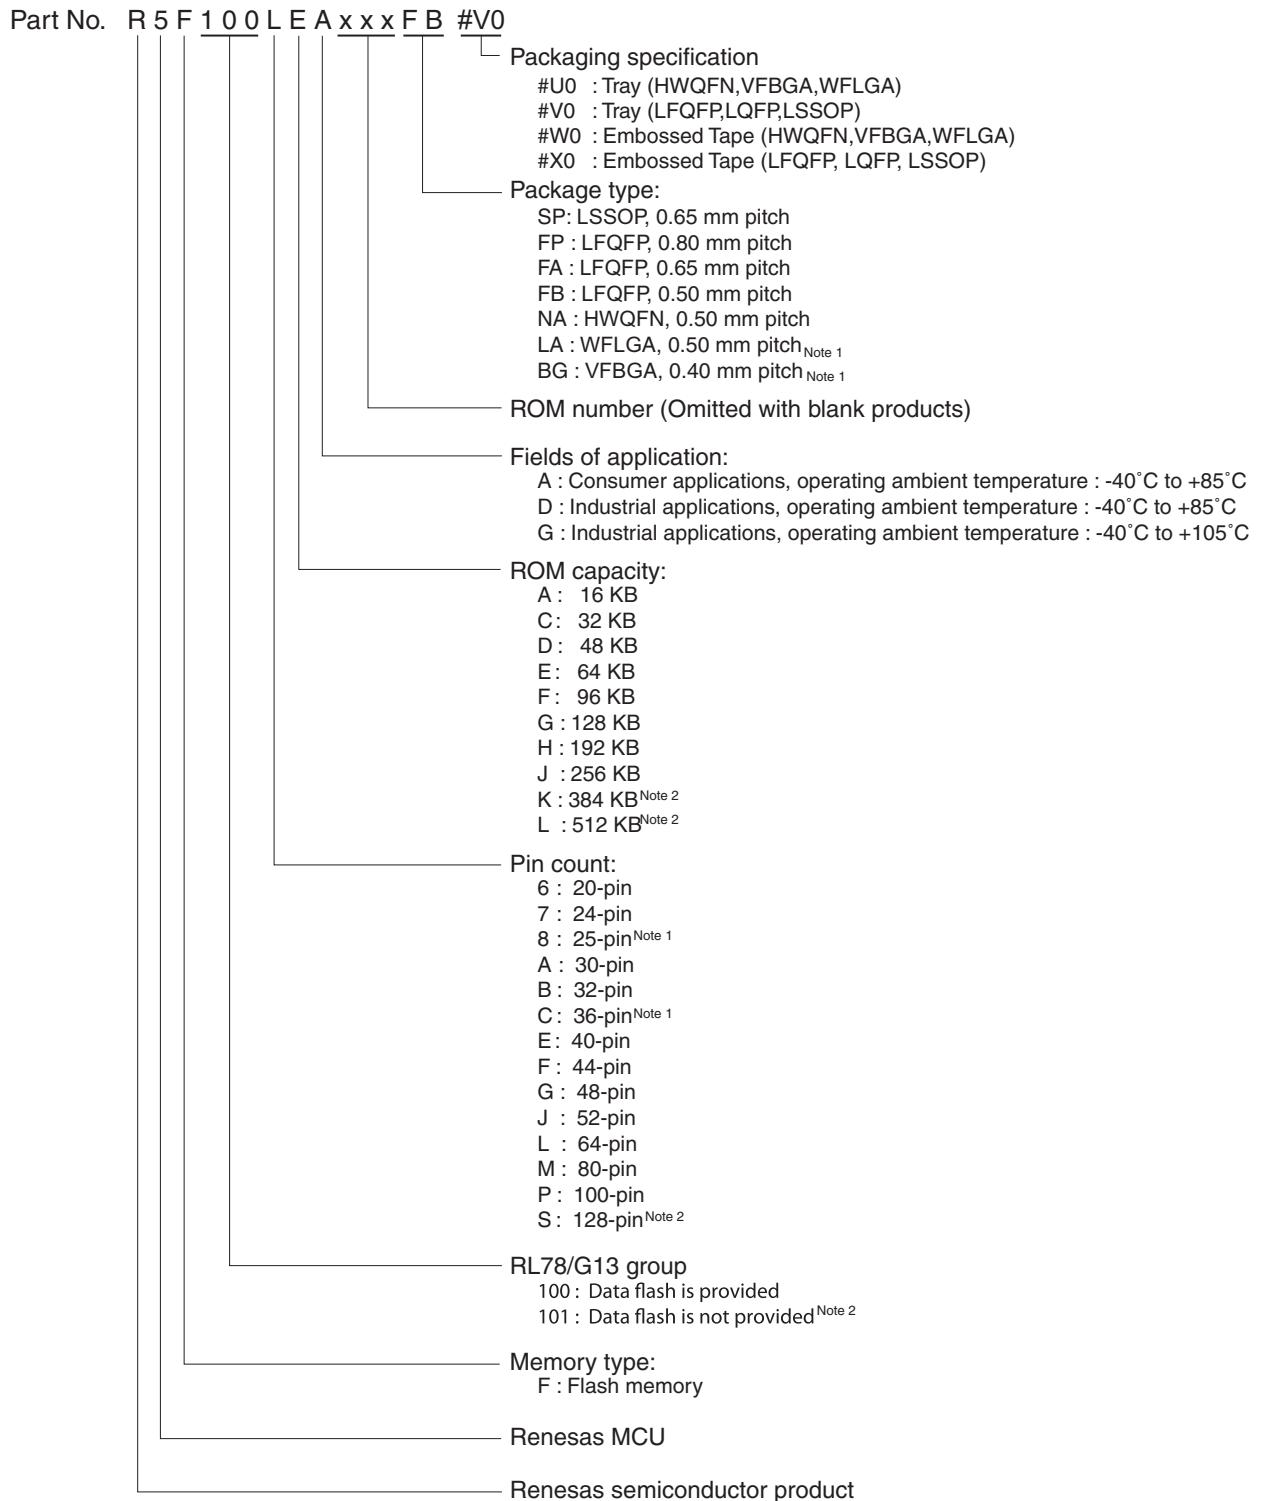 Part No. R 5 F 1 0 0 L E A x x x F B #V0
Packaging specification
#U0 : Tray (HWQFN,VFBGA,WFLGA)
#V0 : Tray (LFQFP,LQFP,LSSOP)
#W0 : Embossed Tape (HWQFN,VFBGA,WFLGA)
#X0 : Embossed Tape (LFQFP, LQFP, LSSOP)
Package type:
SP: LSSOP, 0.65 mm pitch
FP : LFQFP, 0.80 mm pitch
FA : LFQFP, 0.65 mm pitch
FB : LFQFP, 0.50 mm pitch
NA : HWQFN, 0.50 mm pitch
LA : WFLGA, 0.50 mm pitch Note 1
BG : VFBGA, 0.40 mm pitch Note 1
ROM number (Omitted with blank products)
Fields of application:
A : Consumer applications, operating ambient temperature : -40˚C to +85˚C
D : Industrial applications, operating ambient temperature : -40˚C to +85˚C
G : Industrial applications, operating ambient temperature : -40˚C to +105˚C
ROM capacity:
A : 16 KB
C : 32 KB
D : 48 KB
E : 64 KB
F : 96 KB
G : 128 KB
H : 192 KB
J : 256 KB
K : 384 KB Note 2
L : 512 KB Note 2
Pin count:
6 : 20-pin
7 : 24-pin
8 : 25-pin Note 1
A : 30-pin
B : 32-pin
C : 36-pin Note 1
E : 40-pin
F : 44-pin
G : 48-pin
J : 52-pin
L : 64-pin
M : 80-pin
P : 100-pin
S : 128-pin Note 2
RL78/G13 group
100 : Data flash is provided
101 : Data flash is not provided Note 2
Memory type:
F : Flash memory
Renesas MCU
Renesas semiconductor product